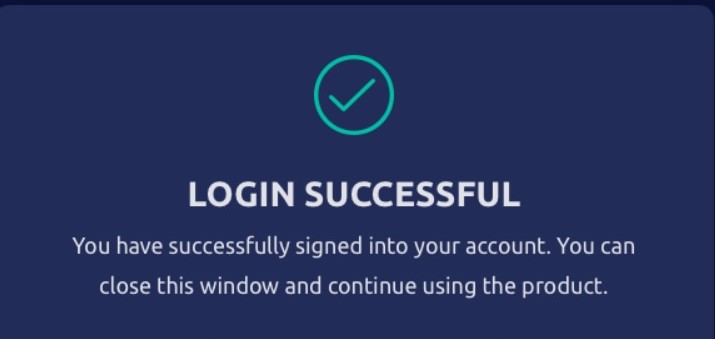 LOGIN SUCCESSFUL
You have successfully signed into your account. You can
close this window and continue using the product.